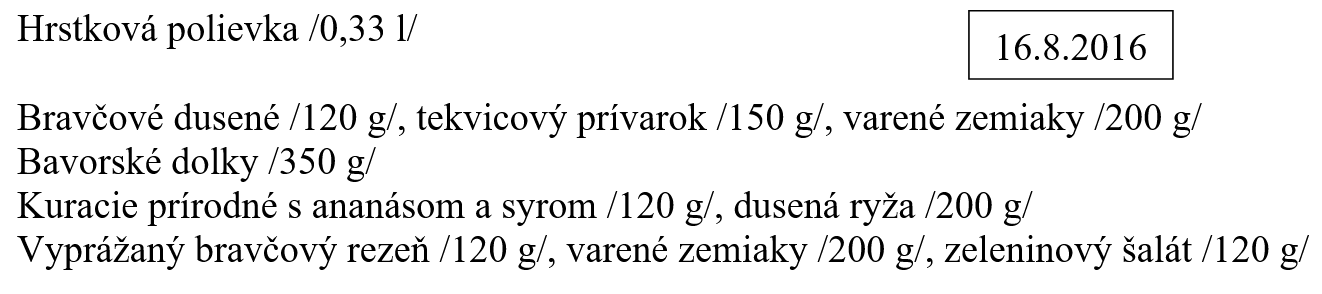 Hrstková polievka /0,33 l/
16.8.2016
Bravčové dusené /120 g/, tekvicový prívarok /150 g/, varené zemiaky /200 g/
Bavorské dolky /350 g/
Kuracie prírodné s ananásom a syrom /120 g/, dusená ryža /200 g/
Vyprážaný bravčový rezeň /120 g/, varené zemiaky /200 g/, zeleninový šalát /120 g/